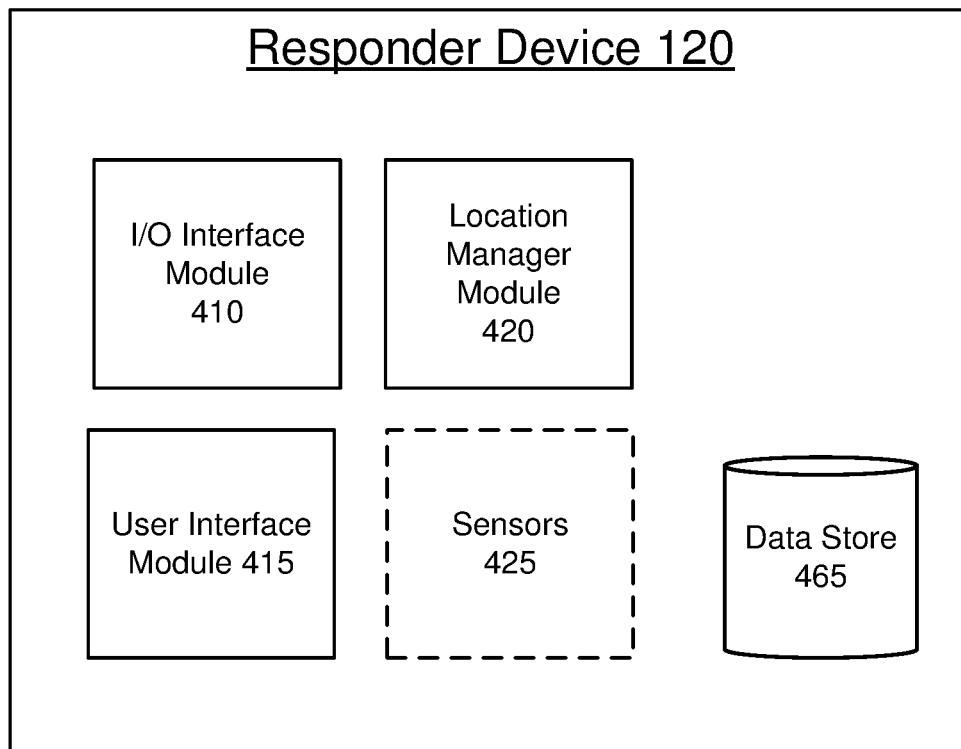 Responder Device 120
I/O Interface
Module
410
Location
Manager
Module
420
User Interface
Module 415
Sensors
425
Data Store
465